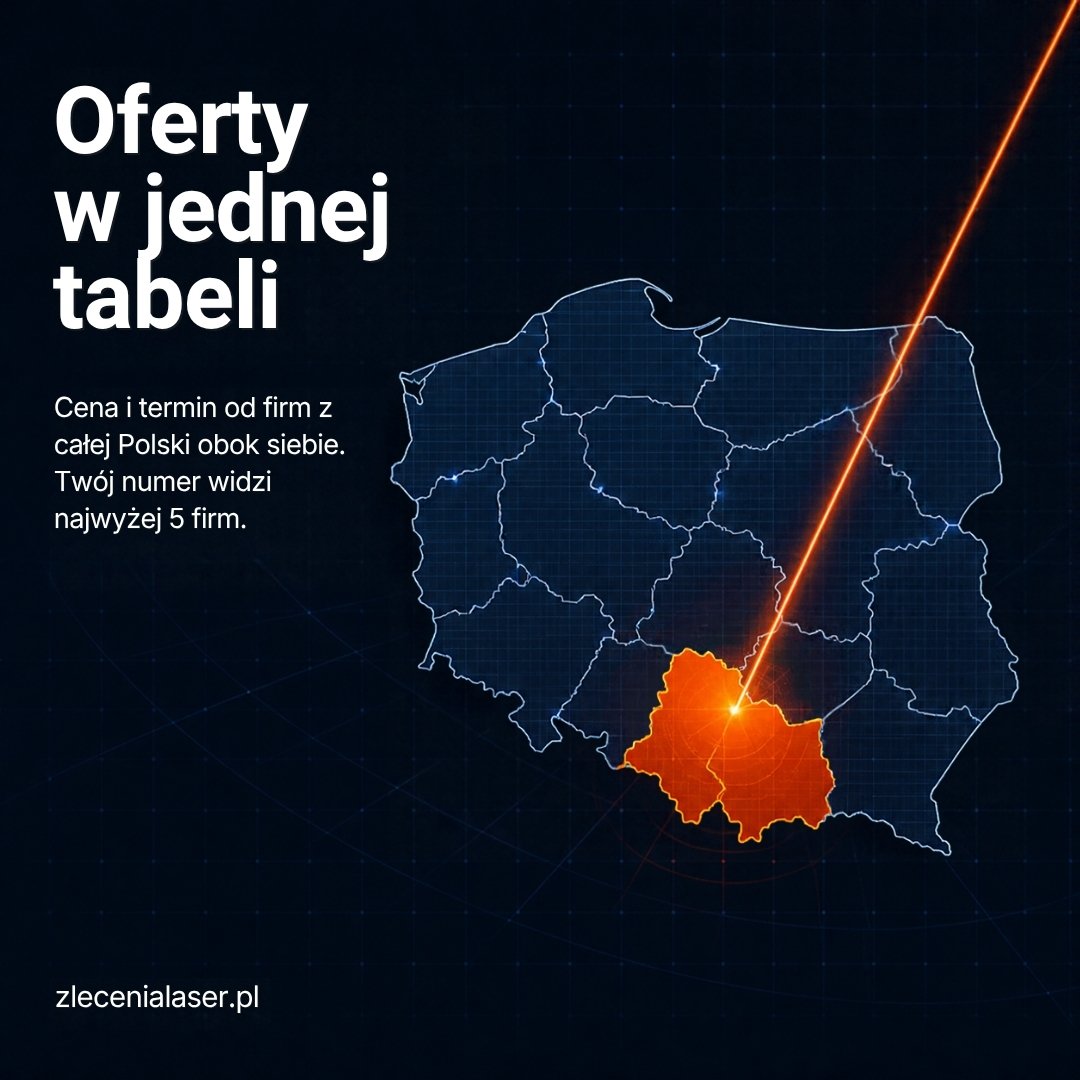 Oferty
w jednej
tabeli
Cena i termin od firm z
całej Polski obok siebie.
Twój numer widzi
najwyżej 5 firm.
zlecenialaser.pl